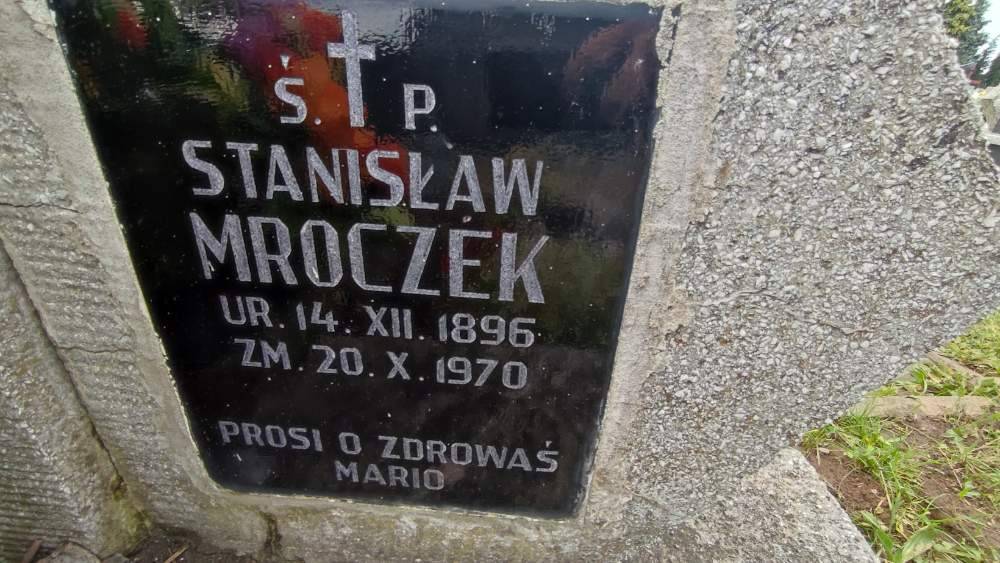 Ś. P.
STANISŁAW
MROCZEK
UR. 14. XII. 1896
ZM. 20. X. 1970
PROSI O ZDROWAŚ
MARIO